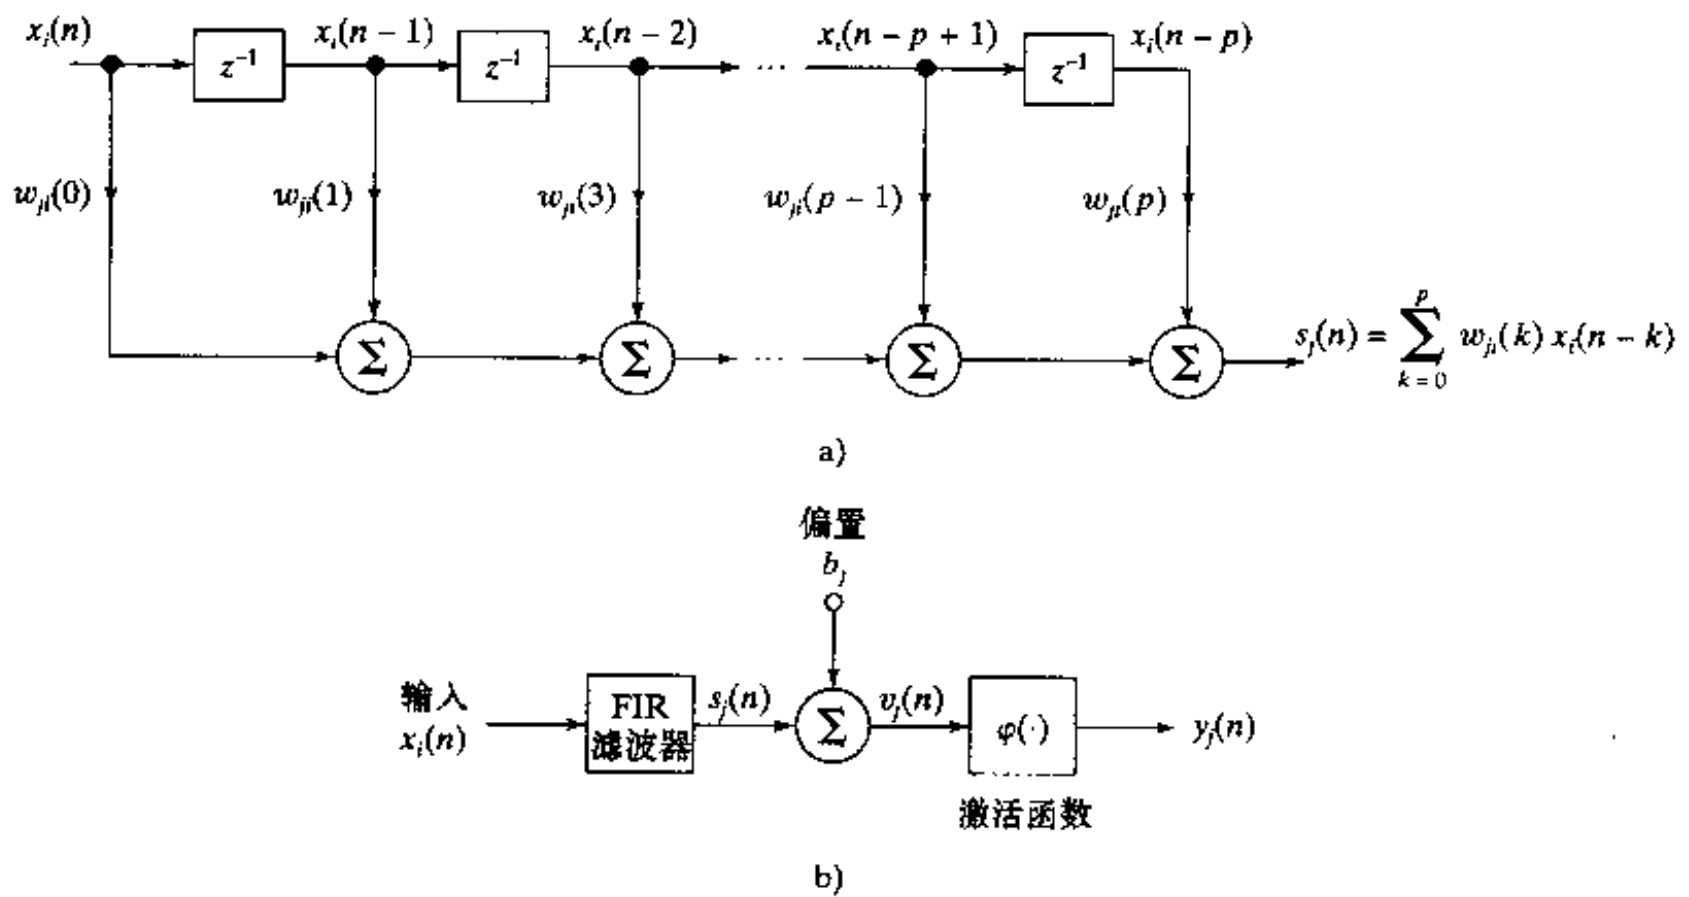 xᵢ(n) xᵢ(n − 1) xᵢ(n − 2) xᵢ(n − p + 1) xᵢ(n − p)
z⁻¹ z⁻¹ ... z⁻¹
wⱼᵢ(0) wⱼᵢ(1) wⱼᵢ(3) wⱼᵢ(p − 1) wⱼᵢ(p)
Σ Σ ... Σ Σ sⱼ(n) = Σₖ₌₀ᵖ wⱼᵢ(k) xᵢ(n − k)
a)
偏置
bⱼ
输入 FIR sⱼ(n) vⱼ(n)
xᵢ(n) 滤波器 Σ φ(·) yⱼ(n)
激活函数
b)